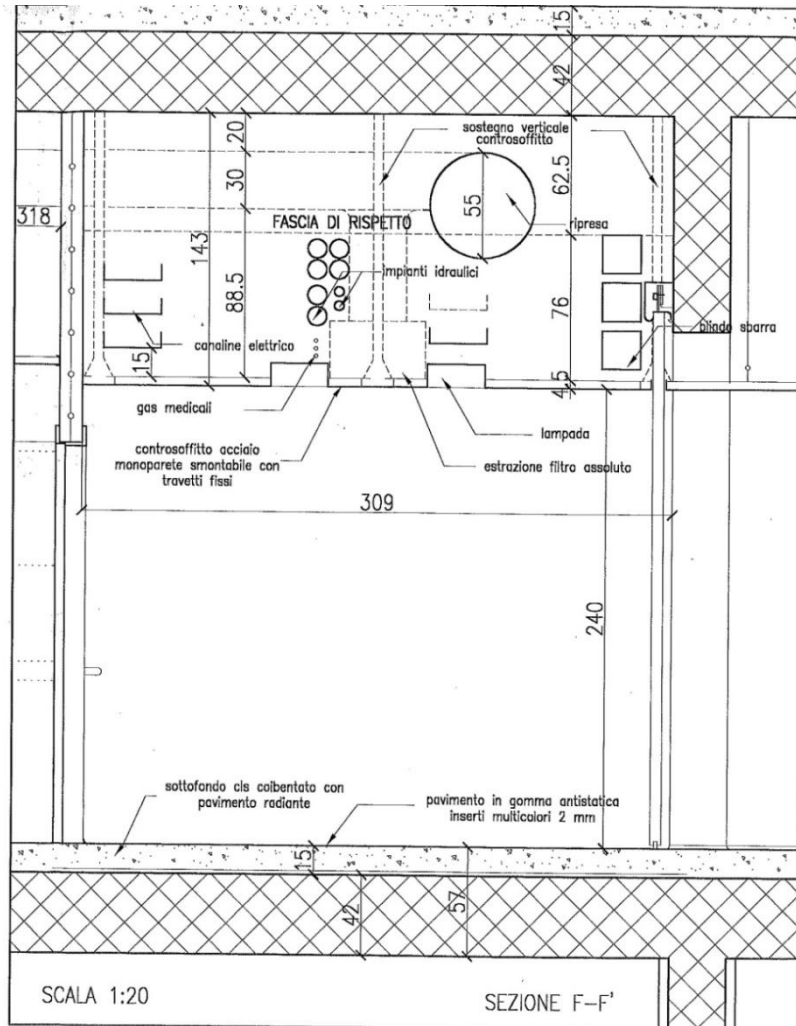 15
42
20
sostegno verticale
controsoffitto
62.5
30
55
318
FASCIA DI RISPETTO
ripresa
143
88.5
impianti idraulici
76
canaline elettrico
blindo sbarra
15
4.5
gas medicali
lampada
controsoffitto acciaio
monoparete smontabile con
travetti fissi
estrazione filtro assoluto
309
240
sottofondo cls coibentato con
pavimento radiante
pavimento in gomma antistatica
inserti multicolori 2 mm
15
42
57
SCALA 1:20
SEZIONE F-F'